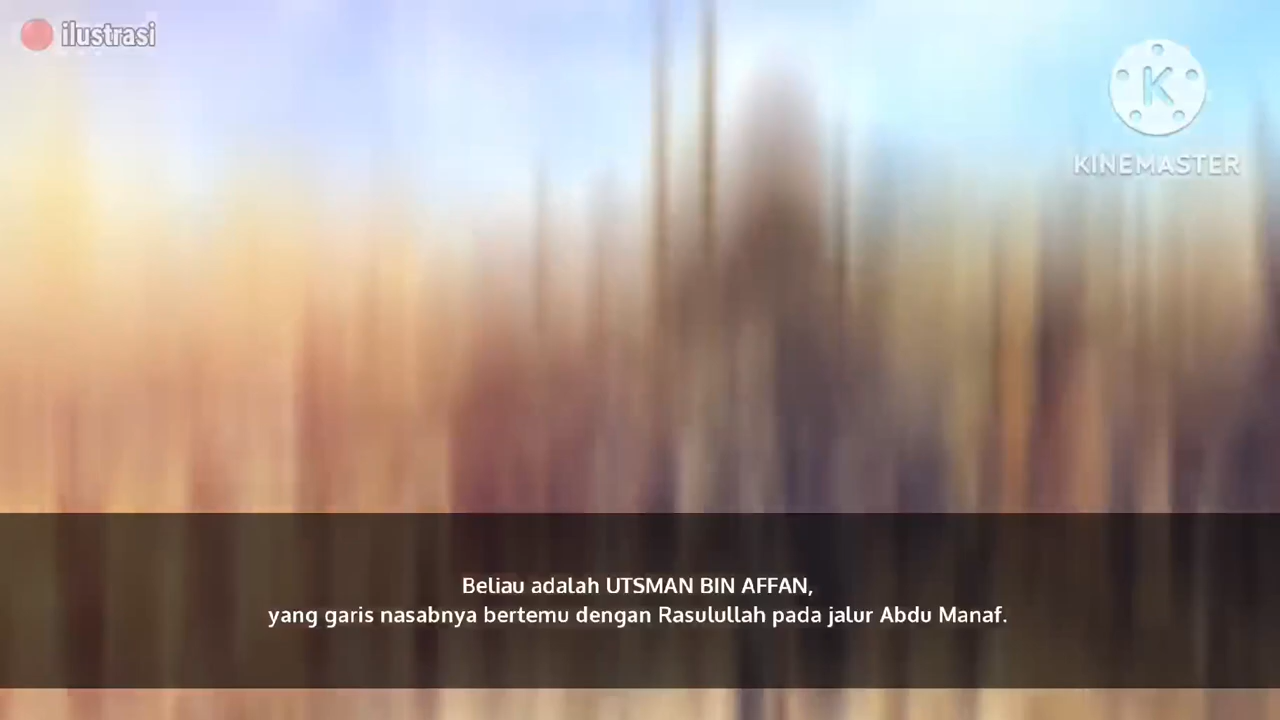 ilustrasi
K
KINEMASTER
Beliau adalah UTSMAN BIN AFFAN,
yang garis nasabnya bertemu dengan Rasulullah pada jalur Abdu Manaf.